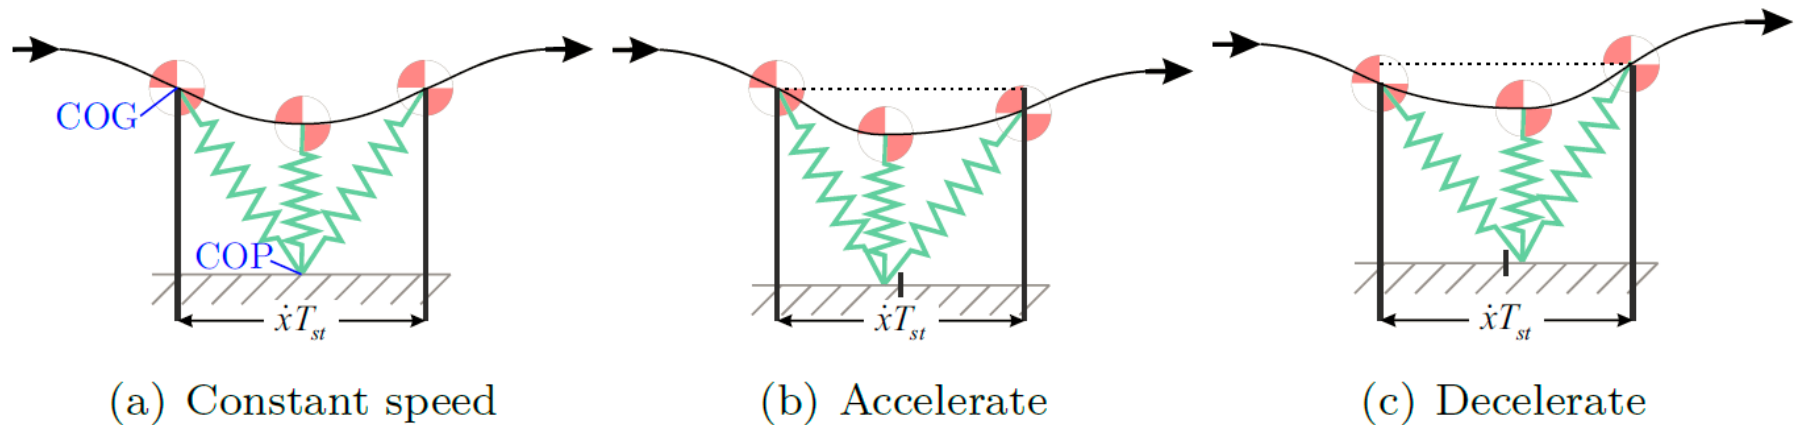 COG
COP
ẋT_st
ẋT_st
ẋT_st
(a) Constant speed
(b) Accelerate
(c) Decelerate